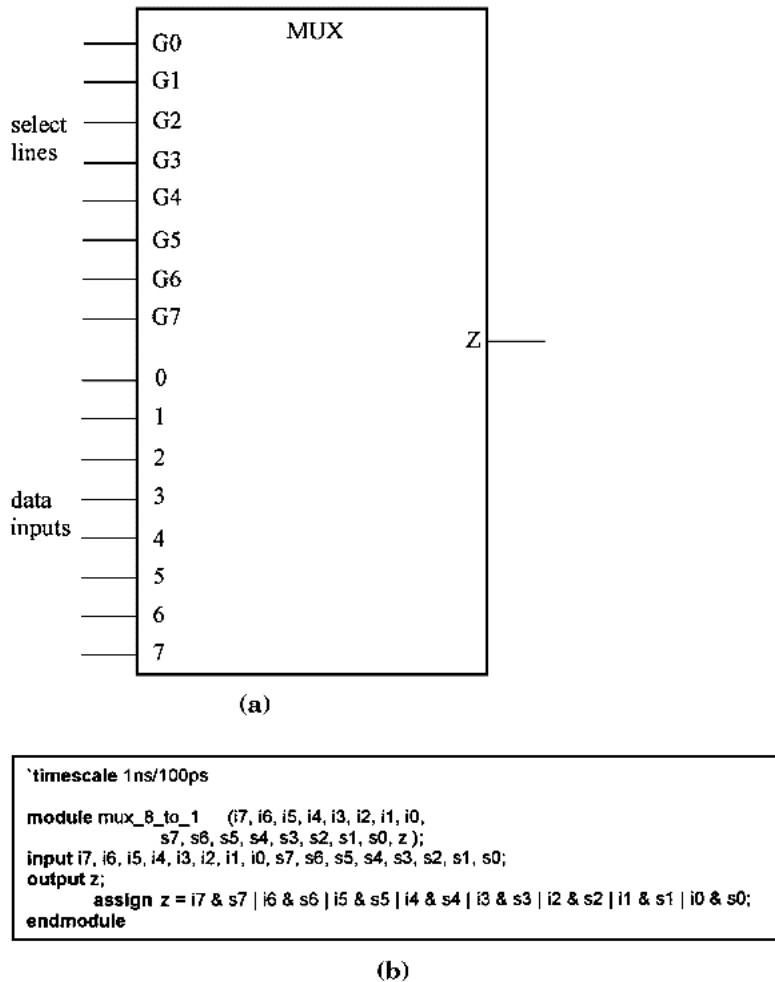 MUX
G0
G1
G2
G3
G4
G5
G6
G7
select
lines
Z
0
1
2
3
4
5
6
7
data
inputs
(a)
`timescale 1ns/100ps
module mux_8_to_1 (i7, i6, i5, i4, i3, i2, i1, i0,
s7, s6, s5, s4, s3, s2, s1, s0, z );
input i7, i6, i5, i4, i3, i2, i1, i0, s7, s6, s5, s4, s3, s2, s1, s0;
output z;
assign z = i7 & s7 | i6 & s6 | i5 & s5 | i4 & s4 | i3 & s3 | i2 & s2 | i1 & s1 | i0 & s0;
endmodule
(b)